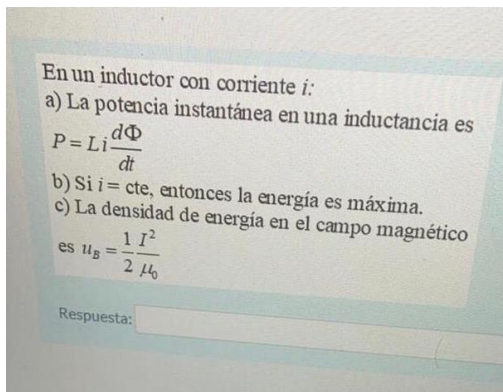 En un inductor con corriente i:
a) La potencia instantánea en una inductancia es
P = L i dΦ/dt
b) Si i = cte, entonces la energía es máxima.
c) La densidad de energía en el campo magnético
es u_B = 1/2 I²/μ₀
Respuesta: